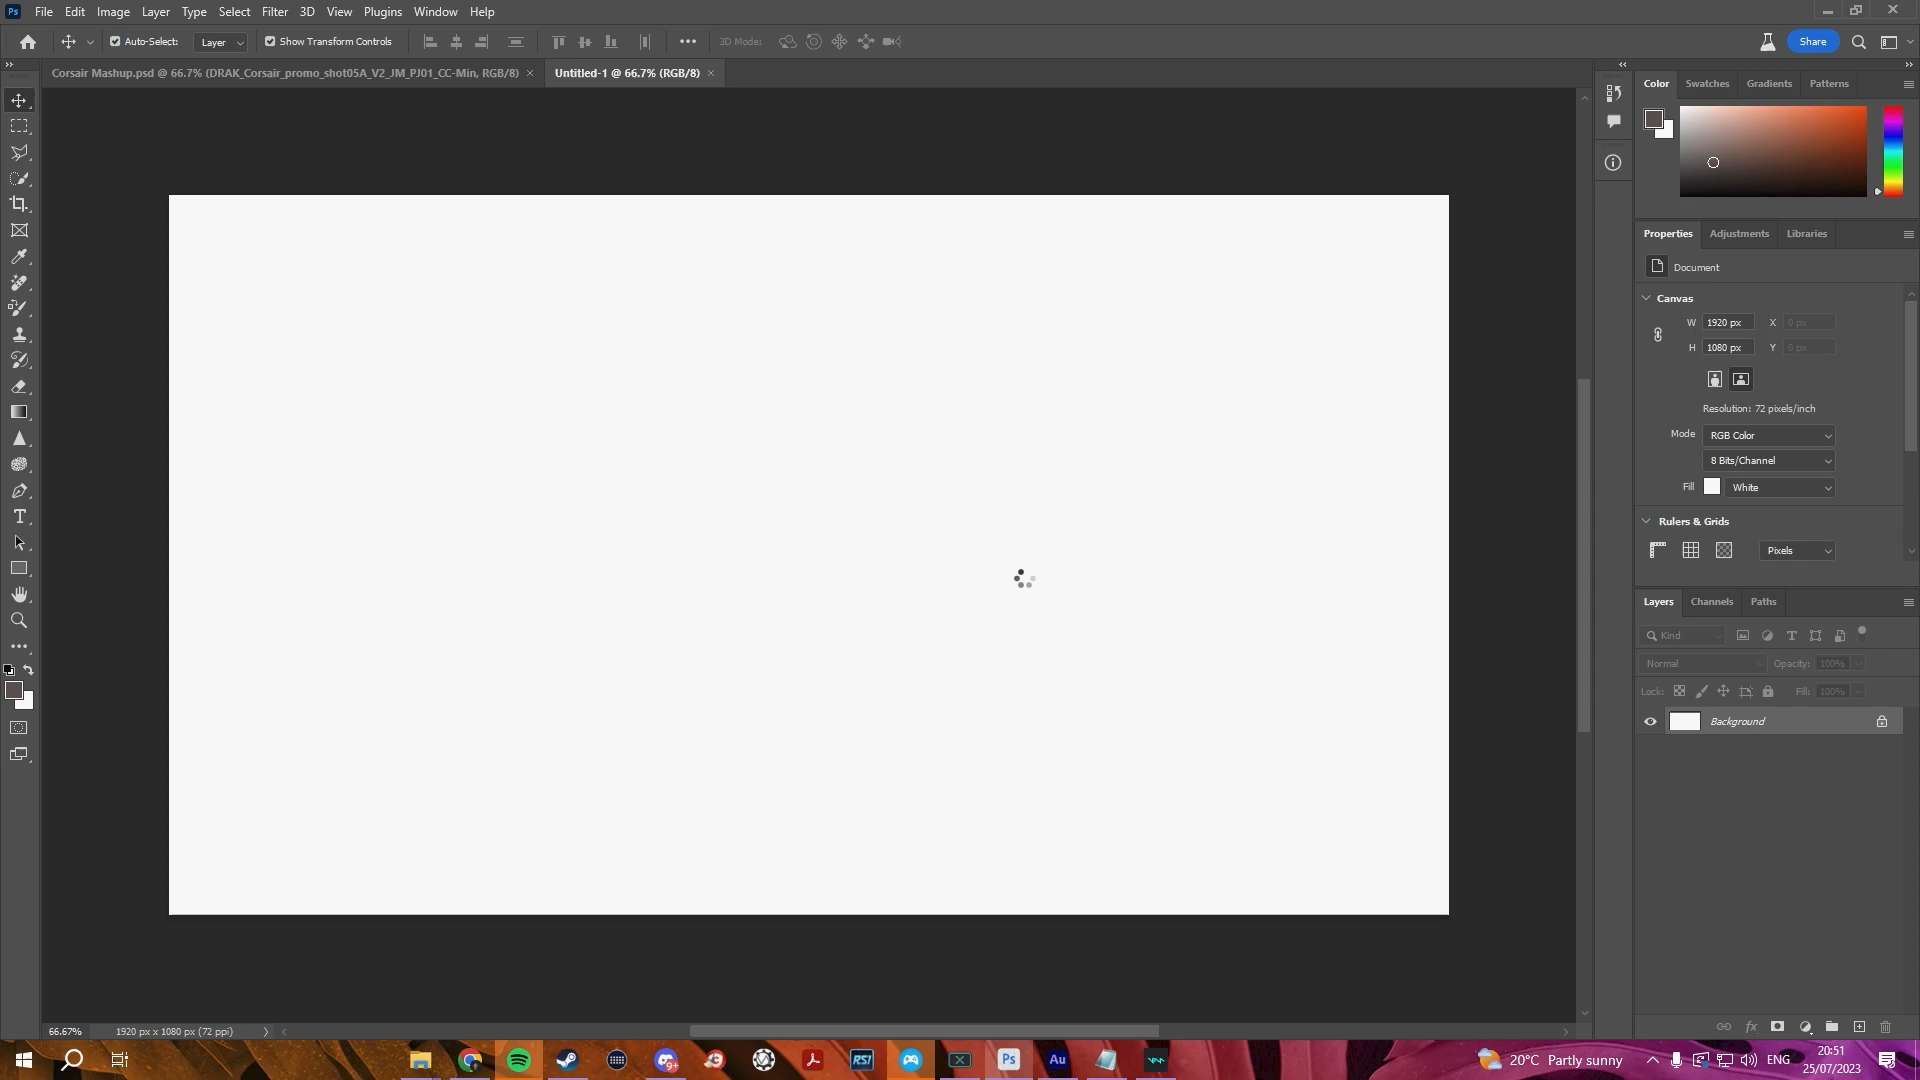 Ps File Edit Image Layer Type Select Filter 3D View Plugins Window Help
Auto-Select: Layer Show Transform Controls 3D Mode: Share
Corsair Mashup.psd @ 66.7% (DRAK_Corsair_promo_shot05A_V2_JM_PJ01_CC-Min, RGB/8) × Untitled-1 @ 66.7% (RGB/8) ×
Color Swatches Gradients Patterns
Properties Adjustments Libraries
Document
Canvas
W 1920 px X 0 px
H 1080 px Y 0 px
Resolution: 72 pixels/inch
Mode RGB Color
8 Bits/Channel
Fill White
Rulers & Grids
Pixels
Layers Channels Paths
Kind
Normal Opacity: 100%
Lock: Fill: 100%
Background
66.67% 1920 px x 1080 px (72 ppi)
9+ RSI Ps Au
20°C Partly sunny ENG
20:51
25/07/2023